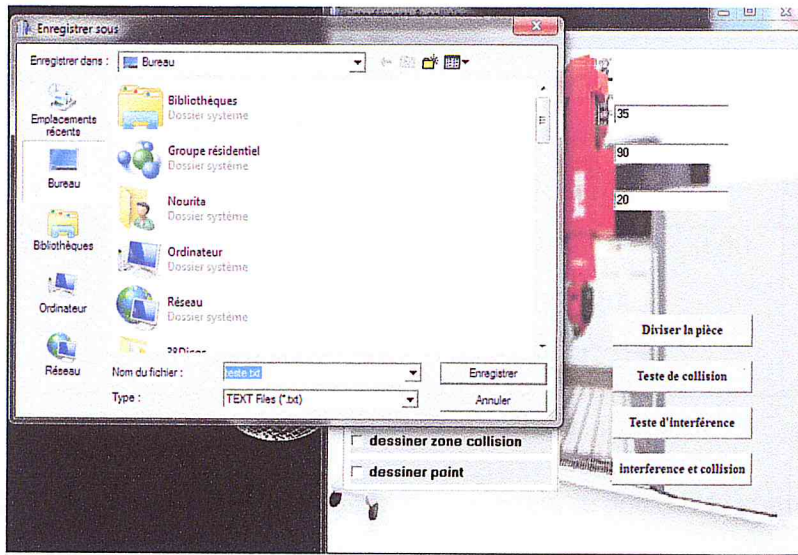 Enregistrer sous
Enregistrer dans :
Bureau
Emplacements
récents
Bureau
Bibliothèques
Ordinateur
Réseau
Bibliothèques
Dossier système
Groupe résidentiel
Dossier système
Nourita
Dossier système
Ordinateur
Dossier système
Réseau
Dossier système
Nom du fichier :
teste.txt
Enregistrer
Type :
TEXT Files (*.txt)
Annuler
35
90
20
Diviser la pièce
Teste de collision
Teste d'interférence
interference et collision
dessiner zone collision
dessiner point